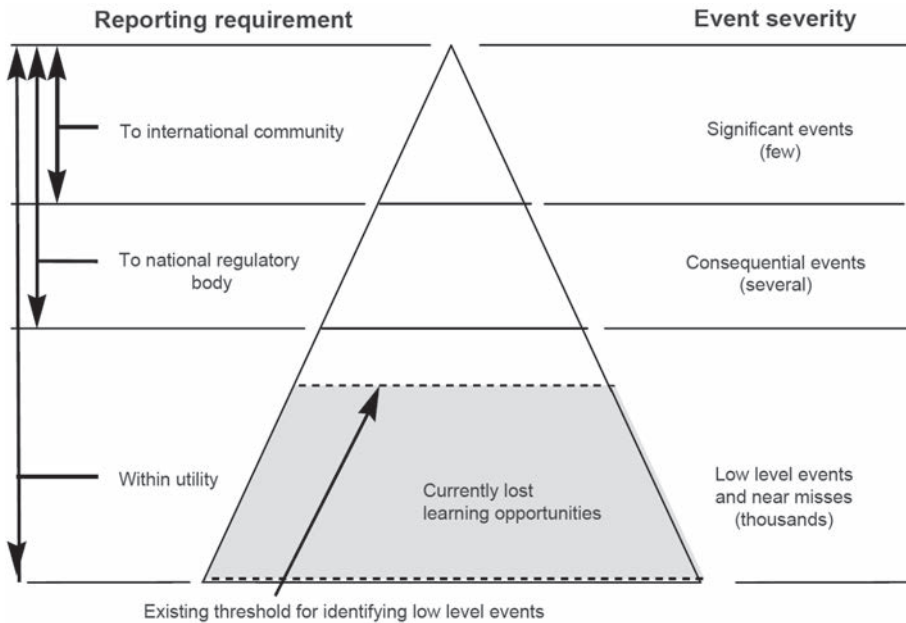 Reporting requirement
Event severity
To international community
Significant events
(few)
To national regulatory
body
Consequential events
(several)
Within utility
Currently lost
learning opportunities
Low level events
and near misses
(thousands)
Existing threshold for identifying low level events